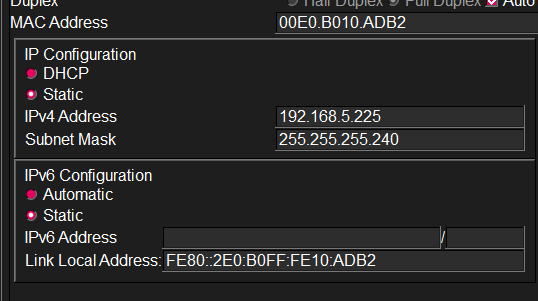 Duplex Half Duplex Full Duplex Auto
MAC Address 00E0.B010.ADB2
IP Configuration
DHCP
Static
IPv4 Address 192.168.5.225
Subnet Mask 255.255.255.240
IPv6 Configuration
Automatic
Static
IPv6 Address /
Link Local Address: FE80::2E0:B0FF:FE10:ADB2